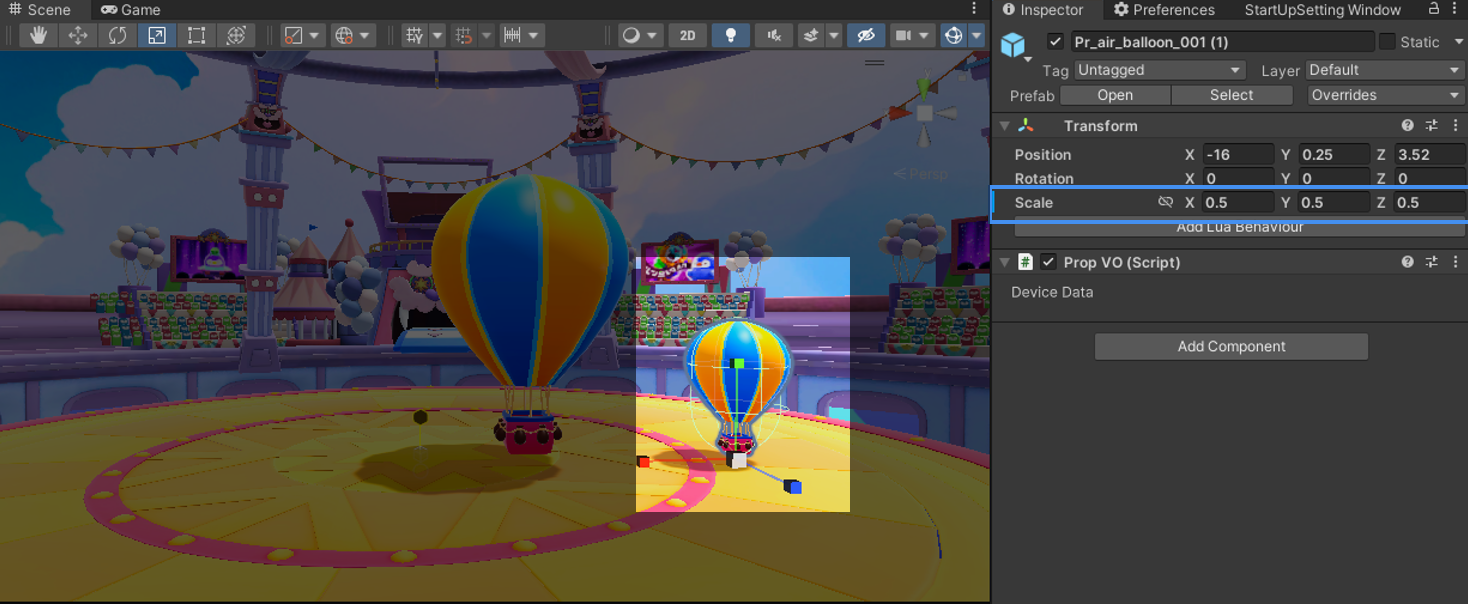 Scene Game
Inspector Preferences StartUpSetting Window
2D
Pr_air_balloon_001 (1) Static
Tag Untagged Layer Default
Prefab Open Select Overrides
Transform
Position X -16 Y 0.25 Z 3.52
Rotation X 0 Y 0 Z 0
Scale X 0.5 Y 0.5 Z 0.5
Add Lua Behaviour
# Prop VO (Script)
Device Data
Add Component
Persp